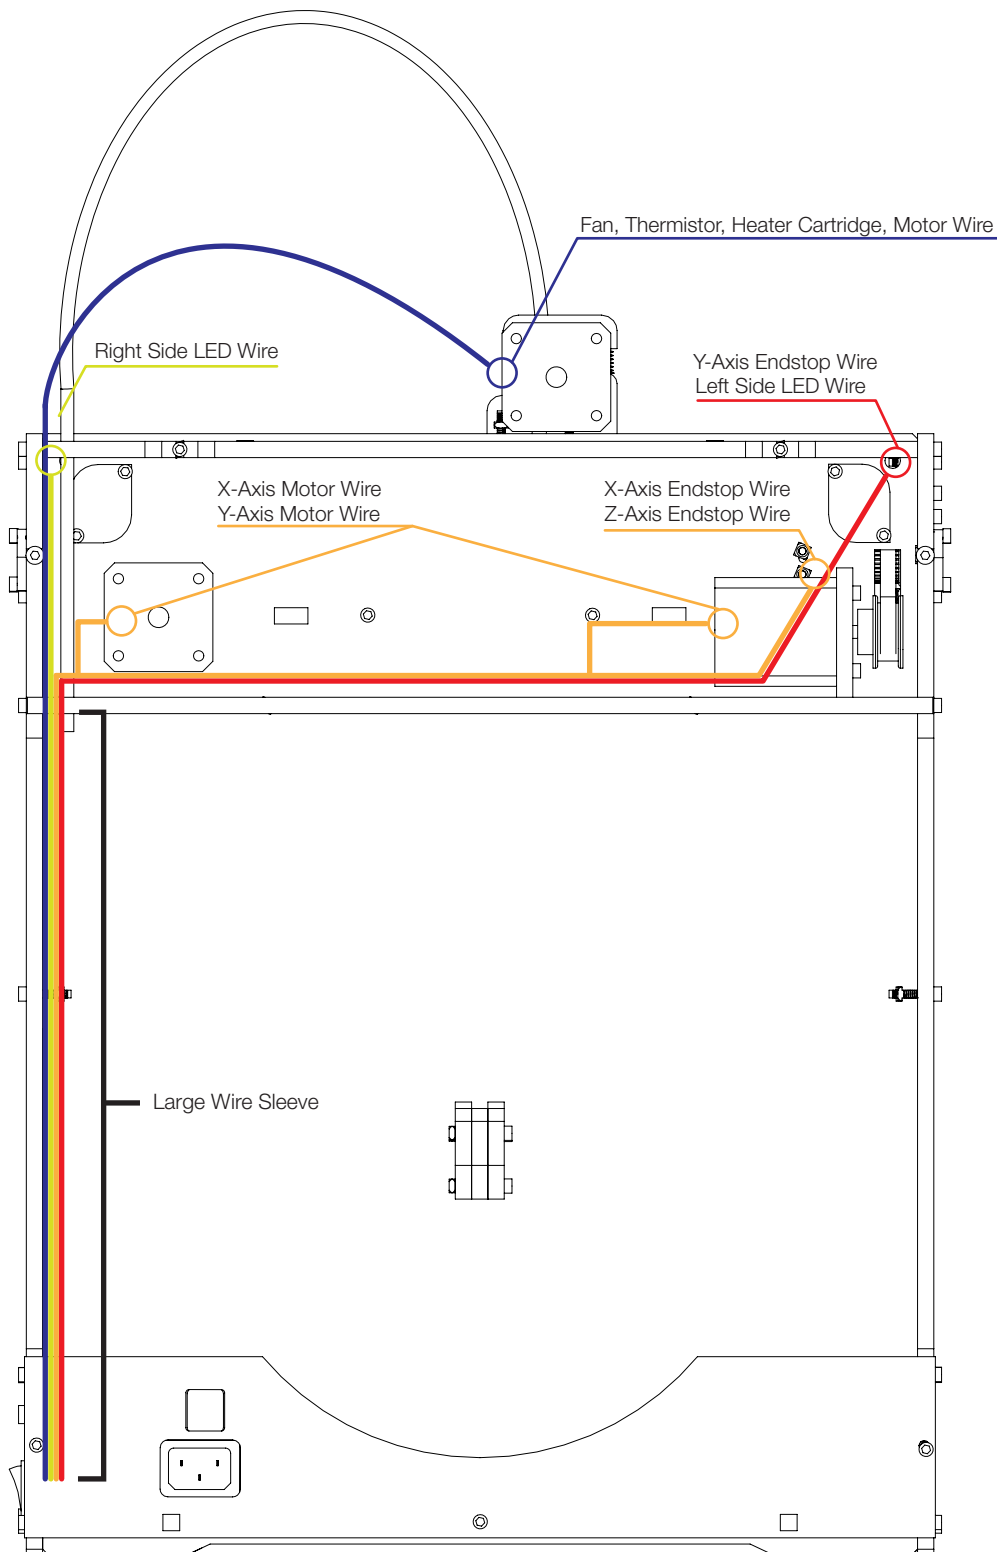 Fan, Thermistor, Heater Cartridge, Motor Wire
Right Side LED Wire
Y-Axis Endstop Wire
Left Side LED Wire
X-Axis Motor Wire
Y-Axis Motor Wire
X-Axis Endstop Wire
Z-Axis Endstop Wire
Large Wire Sleeve